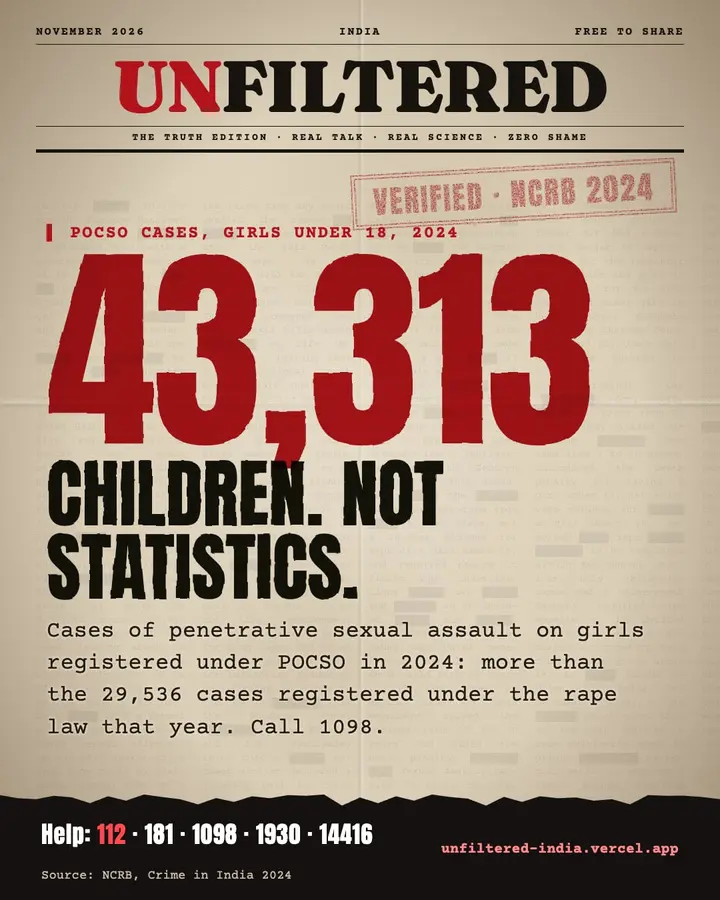 NOVEMBER 2026 INDIA FREE TO SHARE
UNFILTERED
THE TRUTH EDITION · REAL TALK · REAL SCIENCE · ZERO SHAME
VERIFIED · NCRB 2024
POCSO CASES, GIRLS UNDER 18, 2024
43,313
CHILDREN. NOT
STATISTICS.
Cases of penetrative sexual assault on girls
registered under POCSO in 2024: more than
the 29,536 cases registered under the rape
law that year. Call 1098.
Help: 112 · 181 · 1098 · 1930 · 14416
unfiltered-india.vercel.app
Source: NCRB, Crime in India 2024